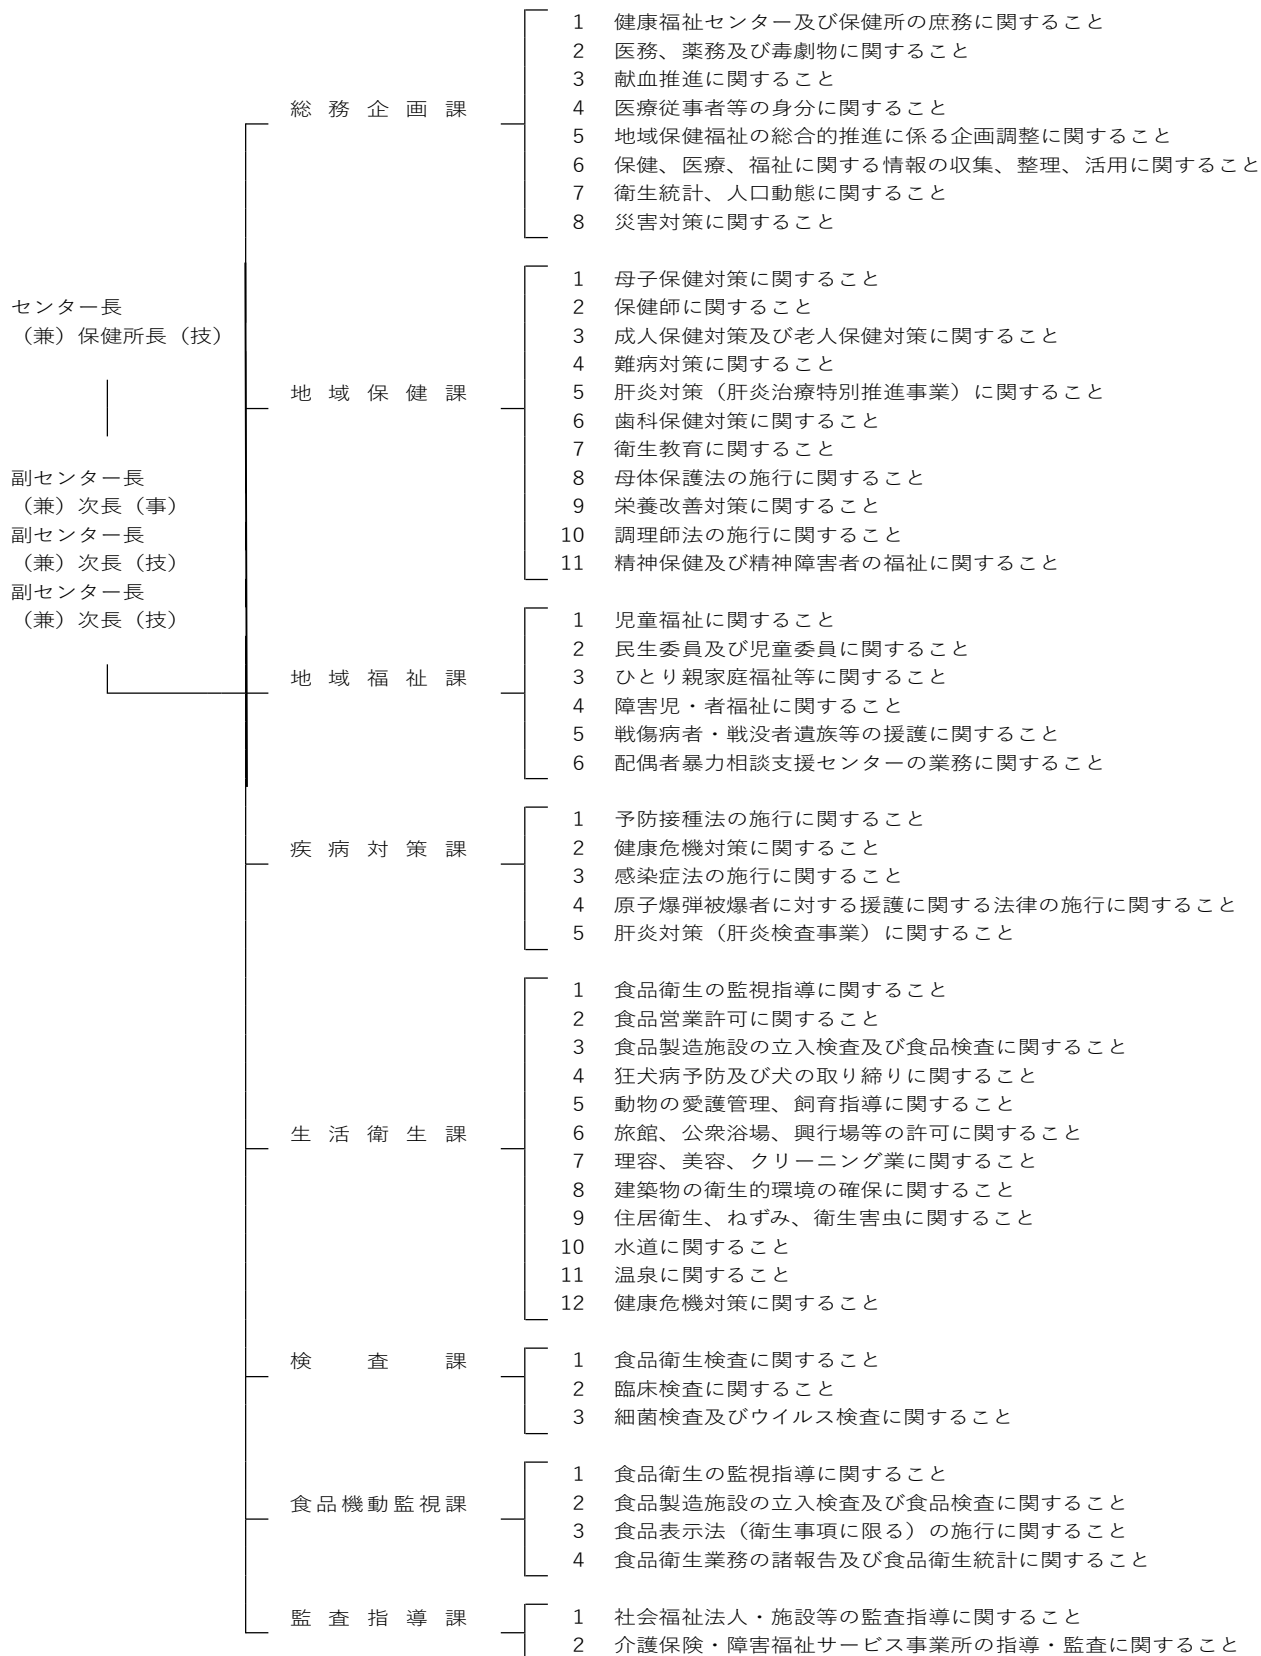 センター長
（兼）保健所長（技）
副センター長
（兼）次長（事）
副センター長
（兼）次長（技）
副センター長
（兼）次長（技）
総務企画課
1 健康福祉センター及び保健所の庶務に関すること
2 医務、薬務及び毒劇物に関すること
3 献血推進に関すること
4 医療従事者等の身分に関すること
5 地域保健福祉の総合的推進に係る企画調整に関すること
6 保健、医療、福祉に関する情報の収集、整理、活用に関すること
7 衛生統計、人口動態に関すること
8 災害対策に関すること
地域保健課
1 母子保健対策に関すること
2 保健師に関すること
3 成人保健対策及び老人保健対策に関すること
4 難病対策に関すること
5 肝炎対策（肝炎治療特別推進事業）に関すること
6 歯科保健対策に関すること
7 衛生教育に関すること
8 母体保護法の施行に関すること
9 栄養改善対策に関すること
10 調理師法の施行に関すること
11 精神保健及び精神障害者の福祉に関すること
地域福祉課
1 児童福祉に関すること
2 民生委員及び児童委員に関すること
3 ひとり親家庭福祉等に関すること
4 障害児・者福祉に関すること
5 戦傷病者・戦没者遺族等の援護に関すること
6 配偶者暴力相談支援センターの業務に関すること
疾病対策課
1 予防接種法の施行に関すること
2 健康危機対策に関すること
3 感染症法の施行に関すること
4 原子爆弾被爆者に対する援護に関する法律の施行に関すること
5 肝炎対策（肝炎検査事業）に関すること
生活衛生課
1 食品衛生の監視指導に関すること
2 食品営業許可に関すること
3 食品製造施設の立入検査及び食品検査に関すること
4 狂犬病予防及び犬の取り締りに関すること
5 動物の愛護管理、飼育指導に関すること
6 旅館、公衆浴場、興行場等の許可に関すること
7 理容、美容、クリーニング業に関すること
8 建築物の衛生的環境の確保に関すること
9 住居衛生、ねずみ、衛生害虫に関すること
10 水道に関すること
11 温泉に関すること
12 健康危機対策に関すること
検査課
1 食品衛生検査に関すること
2 臨床検査に関すること
3 細菌検査及びウイルス検査に関すること
食品機動監視課
1 食品衛生の監視指導に関すること
2 食品製造施設の立入検査及び食品検査に関すること
3 食品表示法（衛生事項に限る）の施行に関すること
4 食品衛生業務の諸報告及び食品衛生統計に関すること
監査指導課
1 社会福祉法人・施設等の監査指導に関すること
2 介護保険・障害福祉サービス事業所の指導・監査に関すること